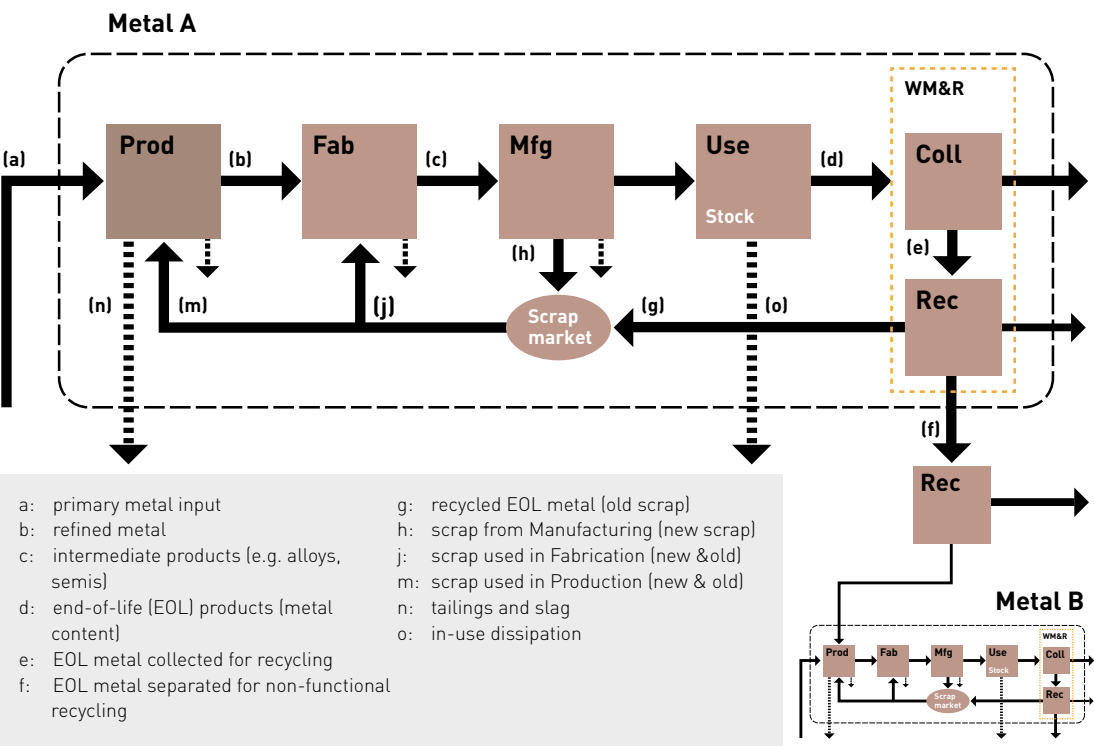 Metal A
WM&R
(a)
Prod
(b)
Fab
(c)
Mfg
Use
Stock
(d)
Coll
(e)
Rec
(h)
(n)
(m)
(j)
Scrap
market
(g)
(o)
(f)
Rec
a: primary metal input
b: refined metal
c: intermediate products (e.g. alloys,
semis)
d: end-of-life (EOL) products (metal
content)
e: EOL metal collected for recycling
f: EOL metal separated for non-functional
recycling
g: recycled EOL metal (old scrap)
h: scrap from Manufacturing (new scrap)
j: scrap used in Fabrication (new &old)
m: scrap used in Production (new & old)
n: tailings and slag
o: in-use dissipation
Metal B
WM&R
Prod
Fab
Mfg
Use
Stock
Coll
Rec
Scrap
market